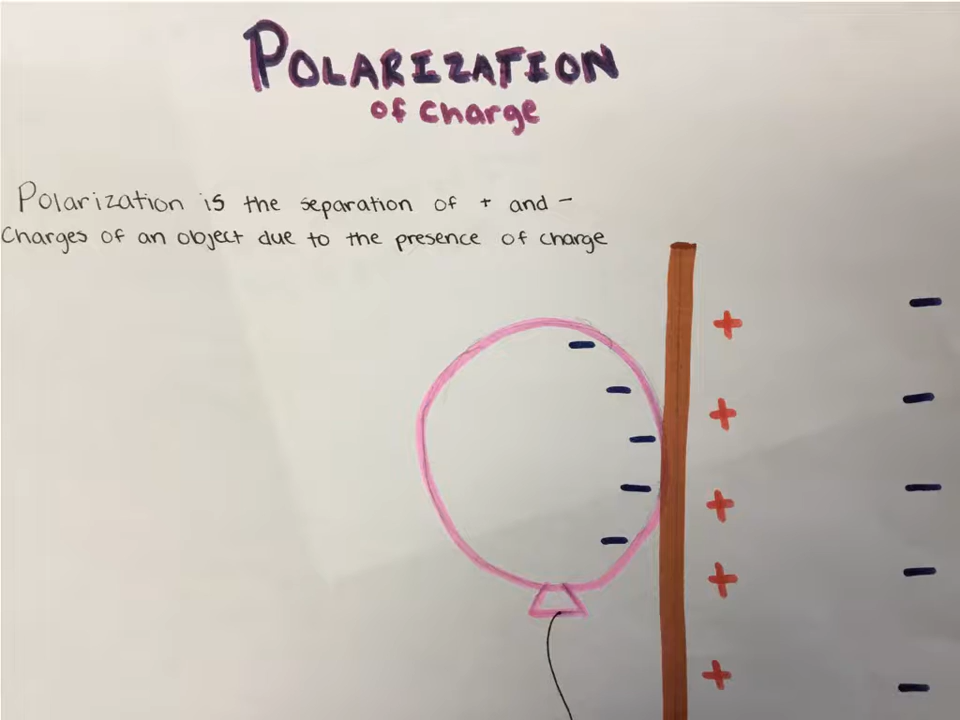 POLARIZATION
of charge
Polarization is the separation of + and -
Charges of an object due to the presence of charge